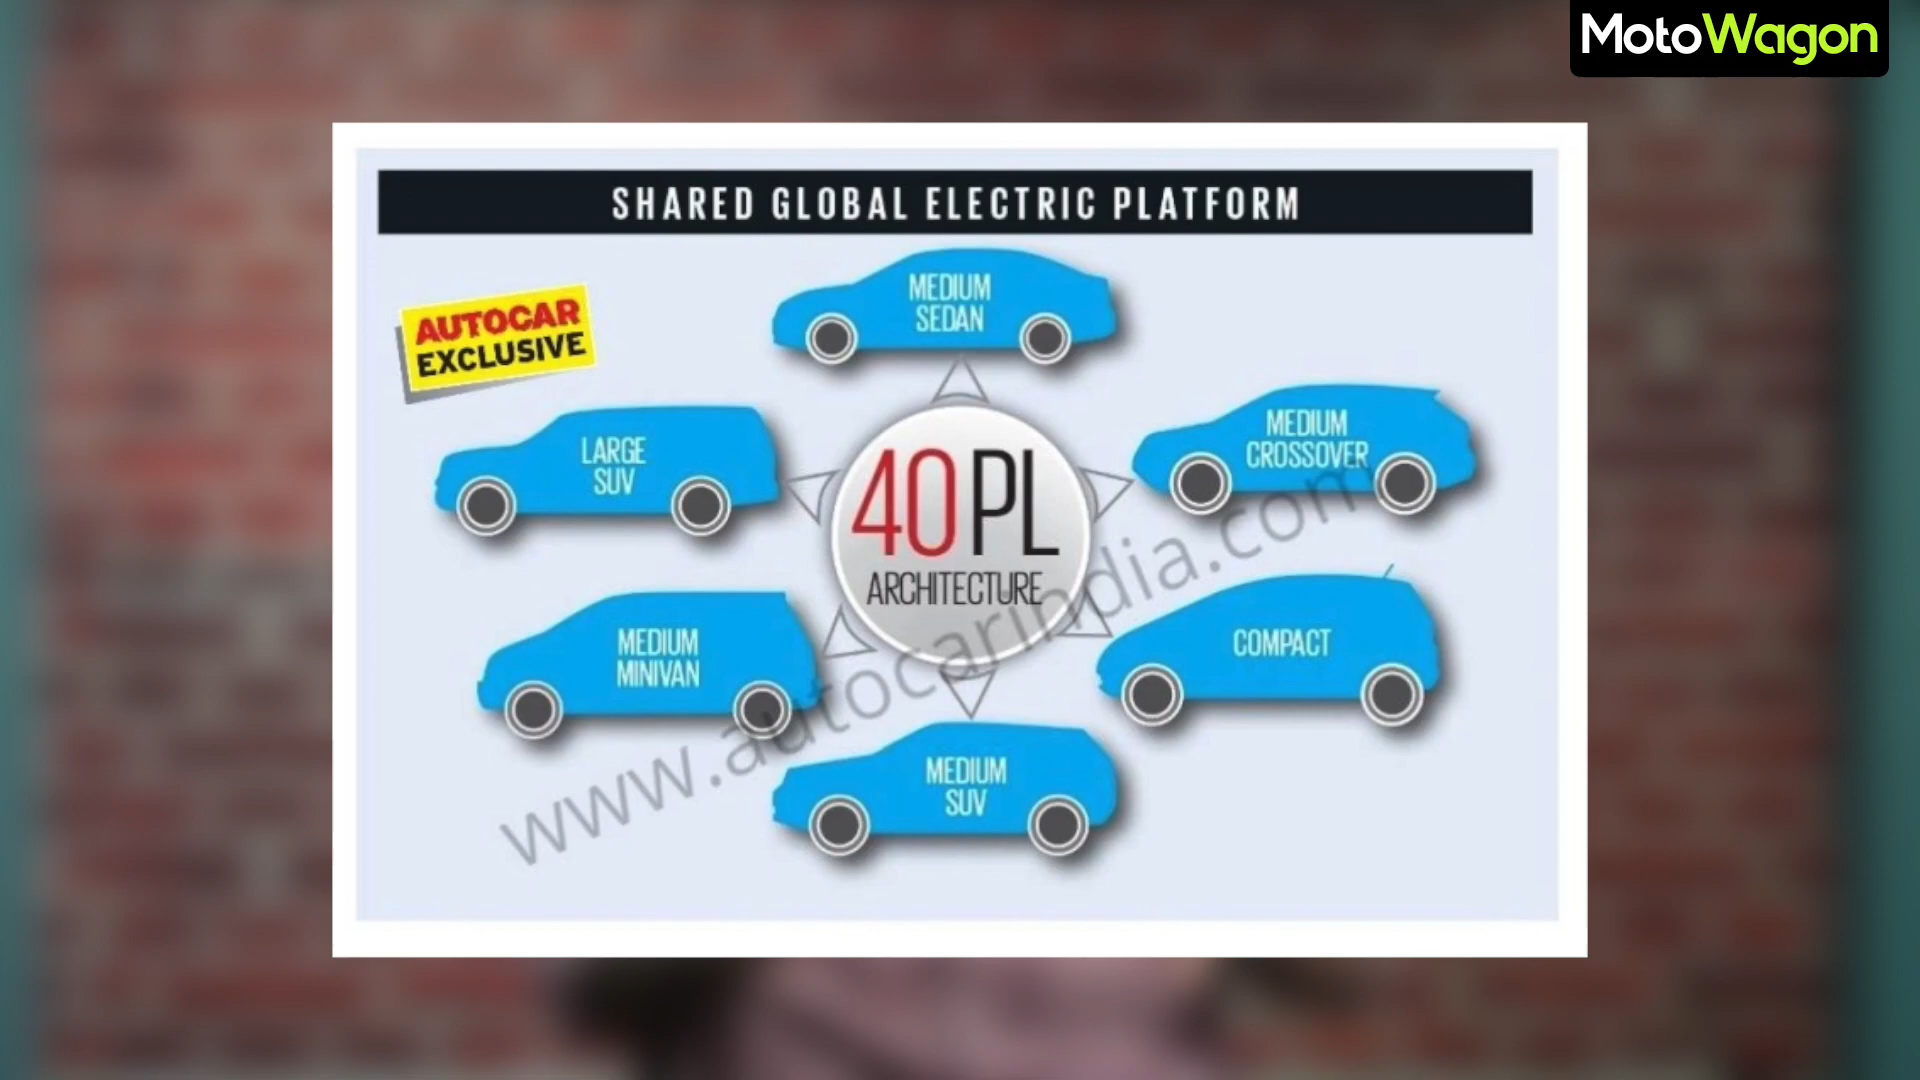 MotoWagon
SHARED GLOBAL ELECTRIC PLATFORM
AUTOCAR
EXCLUSIVE
MEDIUM
SEDAN
LARGE
SUV
MEDIUM
CROSSOVER
40PL
ARCHITECTURE
MEDIUM
MINIVAN
COMPACT
MEDIUM
SUV
www.autocarindia.com